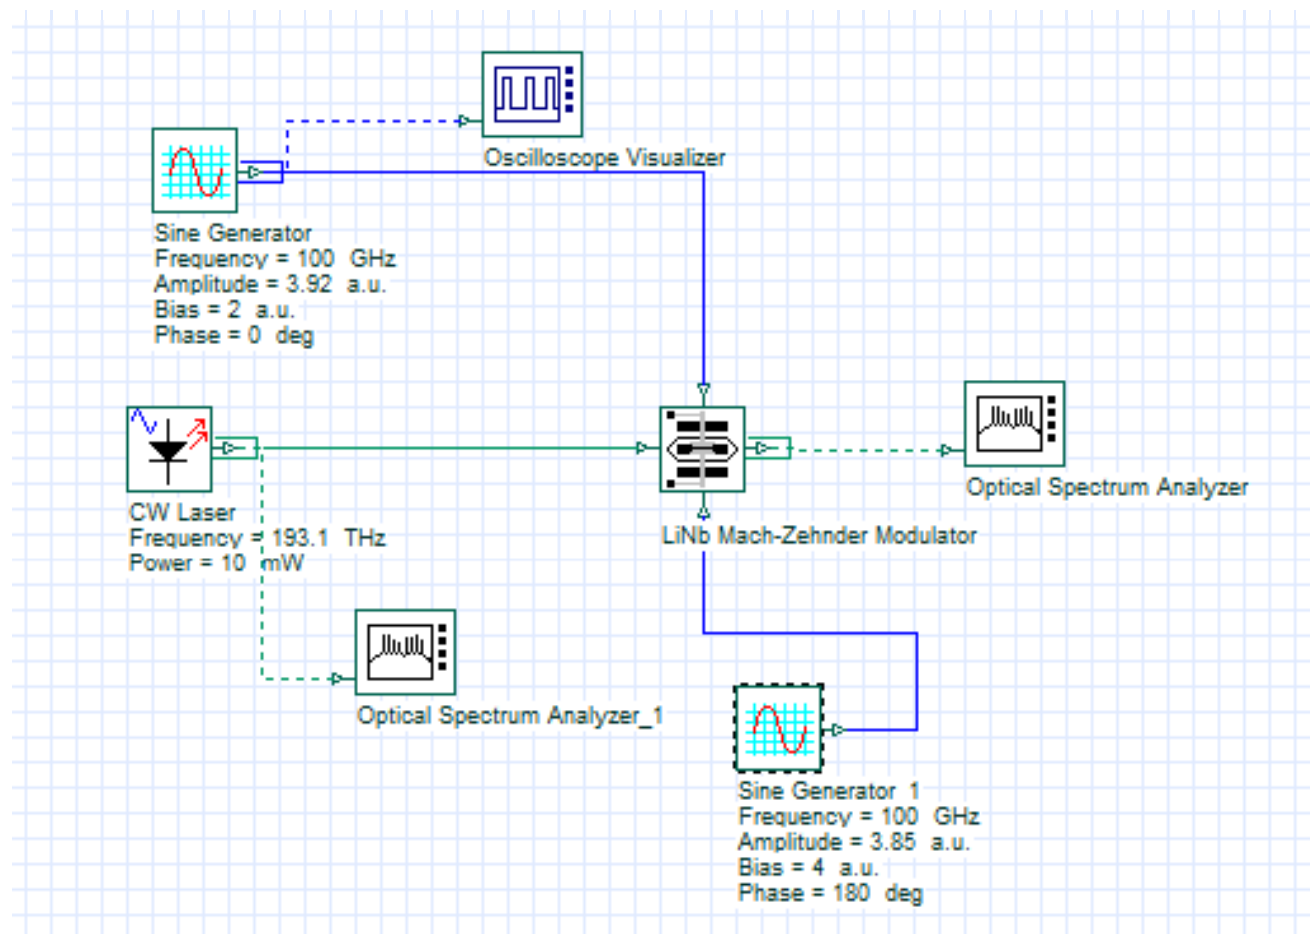 Oscilloscope Visualizer
Sine Generator
Frequency = 100 GHz
Amplitude = 3.92 a.u.
Bias = 2 a.u.
Phase = 0 deg
CW Laser
Frequency = 193.1 THz
Power = 10 mW
LiNb Mach-Zehnder Modulator
Optical Spectrum Analyzer
Optical Spectrum Analyzer_1
Sine Generator 1
Frequency = 100 GHz
Amplitude = 3.85 a.u.
Bias = 4 a.u.
Phase = 180 deg